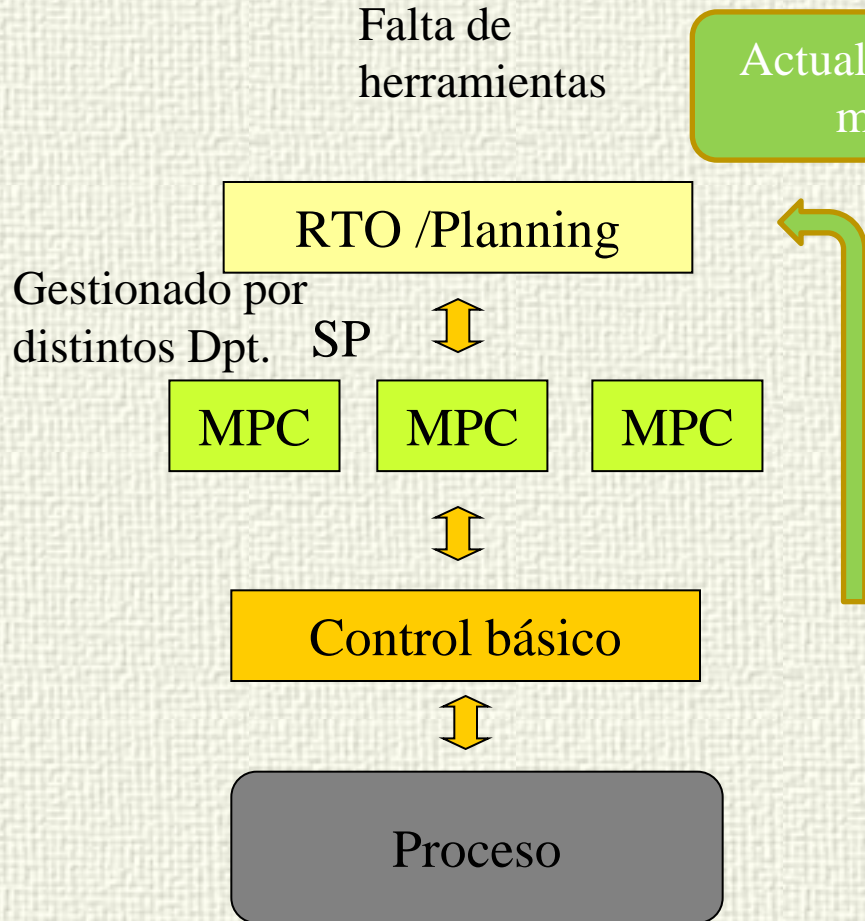 Falta de
herramientas
Actual
m
RTO /Planning
Gestionado por
distintos Dpt.
SP
MPC MPC MPC
Control básico
Proceso